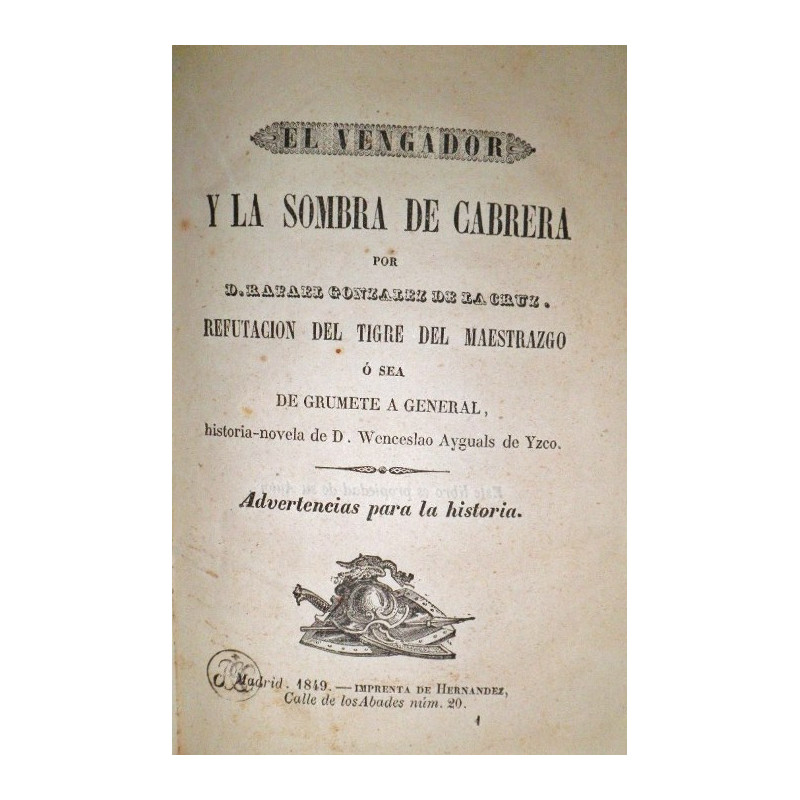 EL VENGADOR
Y LA SOMBRA DE CABRERA
POR
D. RAFAEL GONZALEZ DE LA CRUZ.
REFUTACION DEL TIGRE DEL MAESTRAZGO
Ó SEA
DE GRUMETE A GENERAL,
historia-novela de D. Wenceslao Ayguals de Yzco.
Advertencias para la historia.
Madrid. 1849.—IMPRENTA DE HERNANDEZ,
Calle de los Abades núm. 20.
1